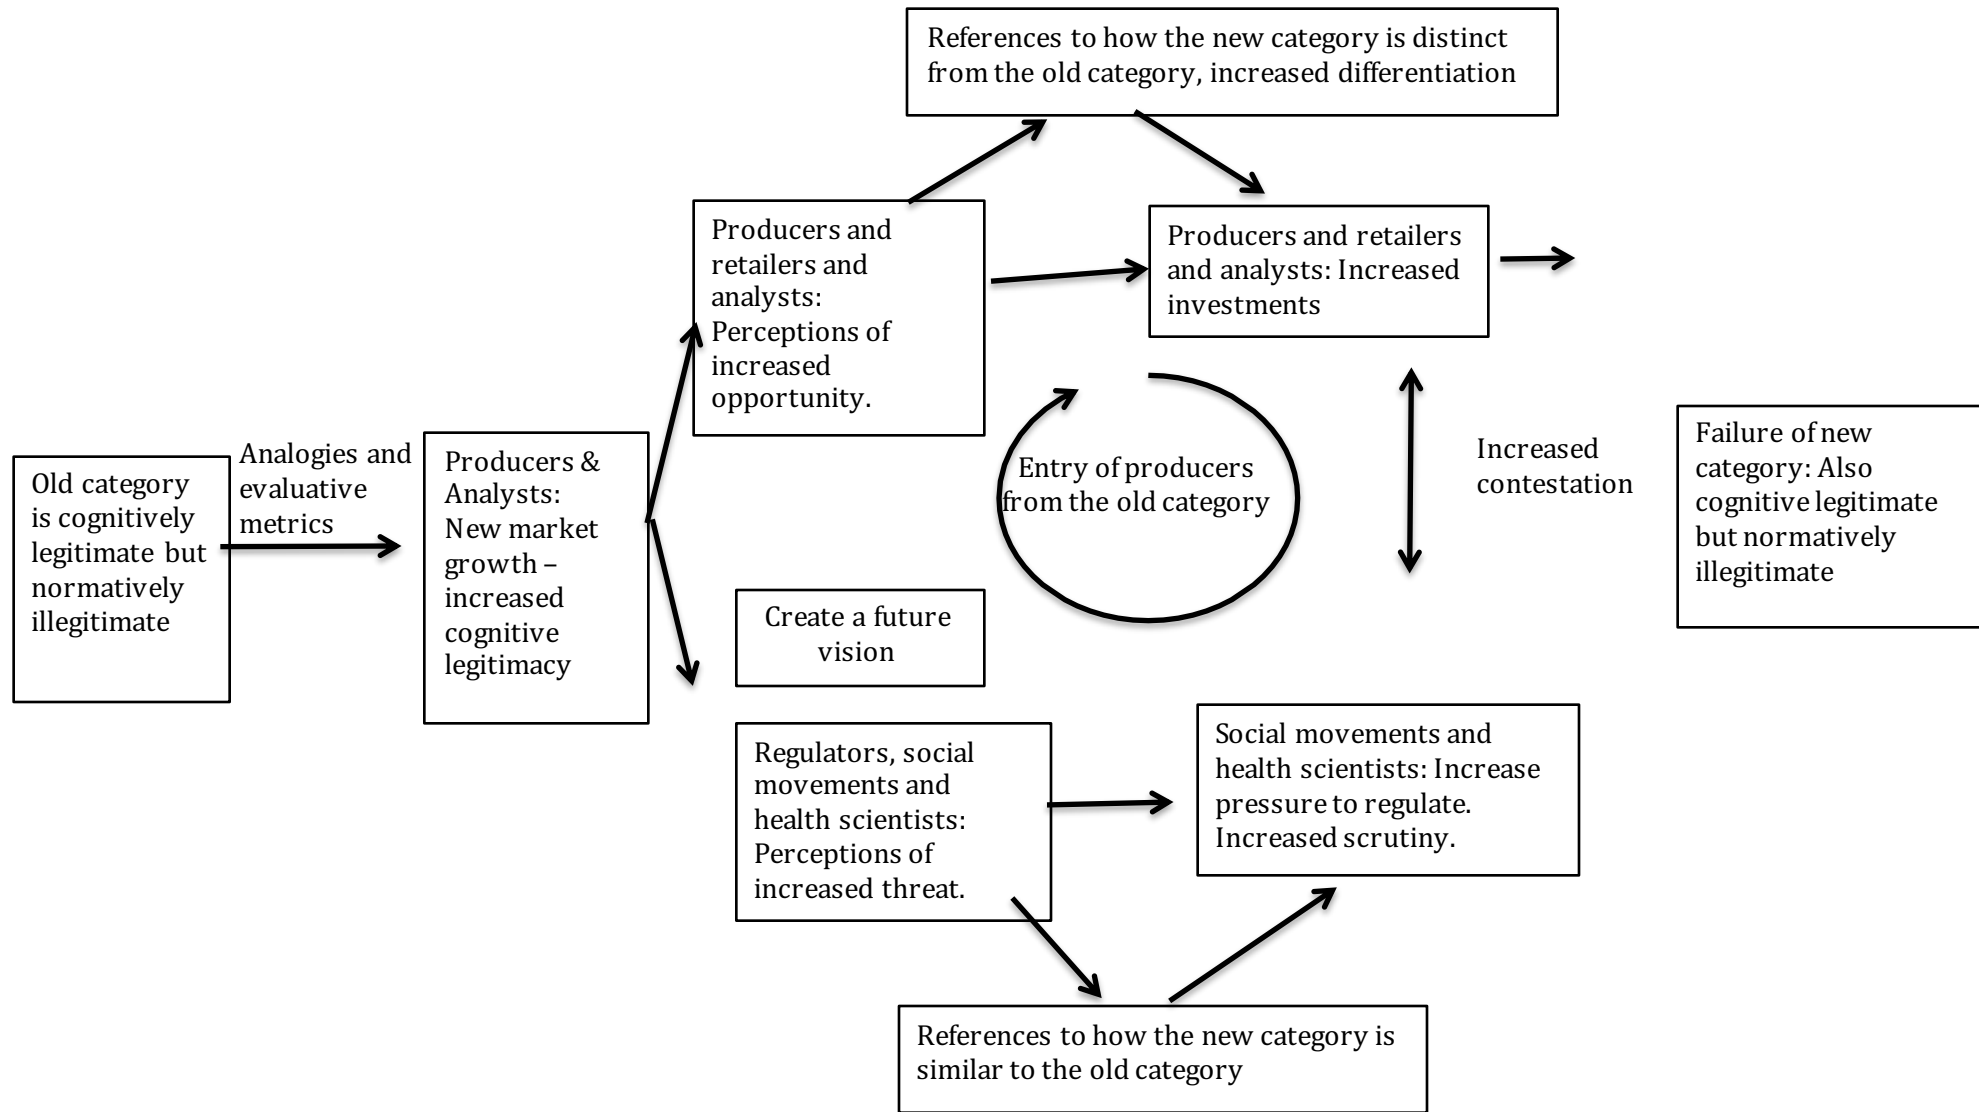 References to how the new category is distinct
from the old category, increased differentiation
Producers and
retailers and
analysts:
Perceptions of
increased
opportunity.
Producers and retailers
and analysts: Increased
investments
Old category
is cognitively
legitimate but
normatively
illegitimate
Analogies and
evaluative
metrics
Producers &
Analysts:
New market
growth –
increased
cognitive
legitimacy
Entry of producers
from the old category
Increased
contestation
Failure of new
category: Also
cognitive legitimate
but normatively
illegitimate
Create a future
vision
Regulators, social
movements and
health scientists:
Perceptions of
increased threat.
Social movements and
health scientists: Increase
pressure to regulate.
Increased scrutiny.
References to how the new category is
similar to the old category